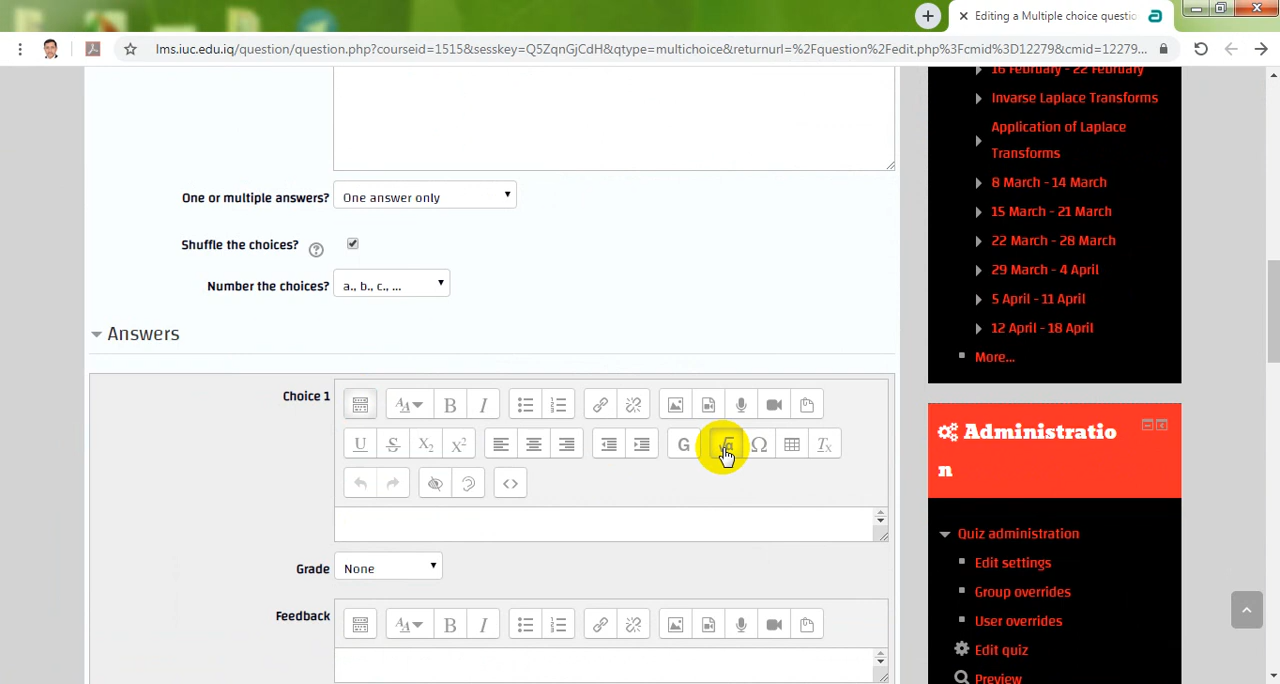 Editing a Multiple choice questio
lms.iuc.edu.iq/question/question.php?courseid=1515&sesskey=Q5ZqnGjCdH&qtype=multichoice&returnurl=%2Fquestion%2Fedit.php%3Fcmid%3D12279&cmid=12279...
16 February - 22 February
Invarse Laplace Transforms
Application of Laplace
Transforms
8 March - 14 March
15 March - 21 March
22 March - 28 March
29 March - 4 April
5 April - 11 April
12 April - 18 April
More...
One or multiple answers? One answer only
Shuffle the choices?
Number the choices? a., b., c., ...
Answers
Choice 1
Grade None
Feedback
Administratio
n
Quiz administration
Edit settings
Group overrides
User overrides
Edit quiz
Preview